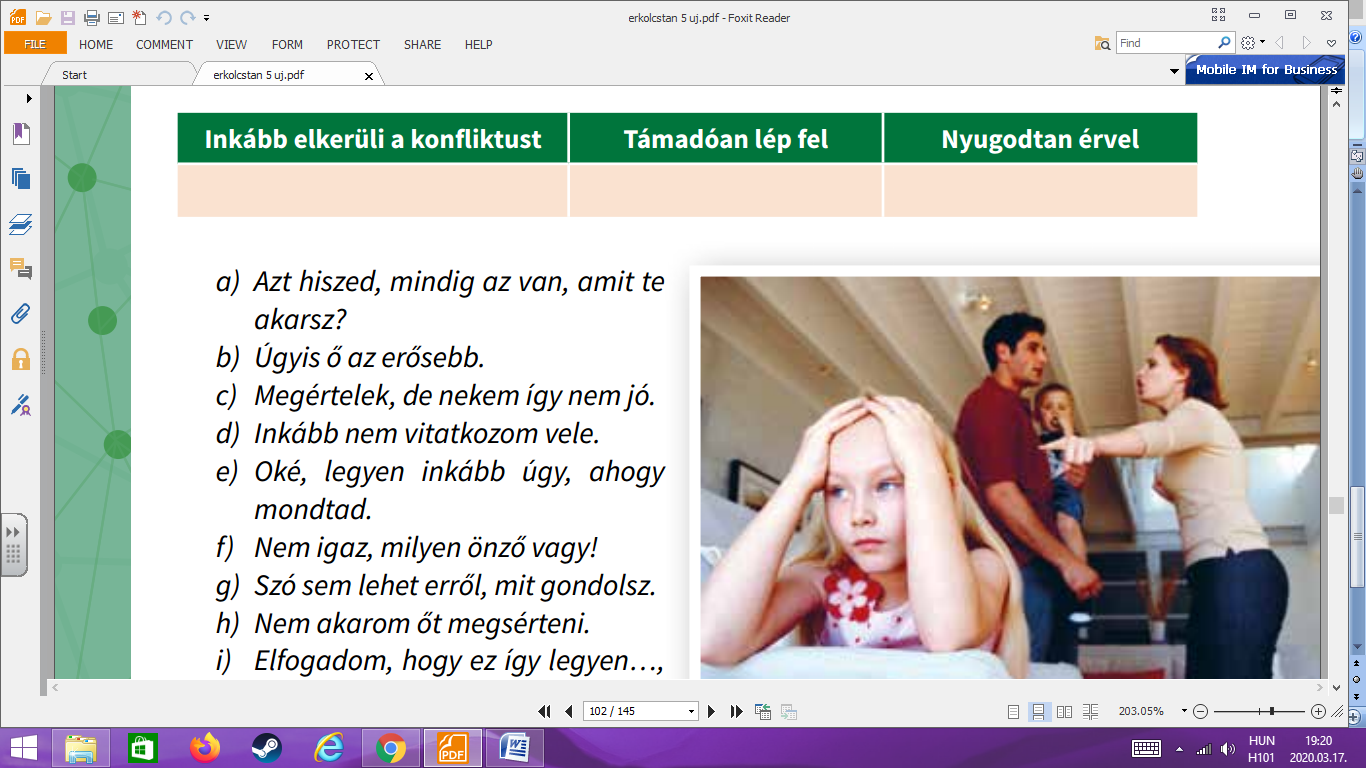 erkolcstan 5 uj.pdf - Foxit Reader
FILE HOME COMMENT VIEW FORM PROTECT SHARE HELP
Find
Start
erkolcstan 5 uj.pdf
Mobile IM for Business
Inkább elkerüli a konfliktust Támadóan lép fel Nyugodtan érvel
a) Azt hiszed, mindig az van, amit te
akarsz?
b) Úgyis ő az erősebb.
c) Megértelek, de nekem így nem jó.
d) Inkább nem vitatkozom vele.
e) Oké, legyen inkább úgy, ahogy
mondtad.
f) Nem igaz, milyen önző vagy!
g) Szó sem lehet erről, mit gondolsz.
h) Nem akarom őt megsérteni.
i) Elfogadom, hogy ez így legyen…,
102 / 145
203.05%
PDF
HUN
H101
19:20
2020.03.17.